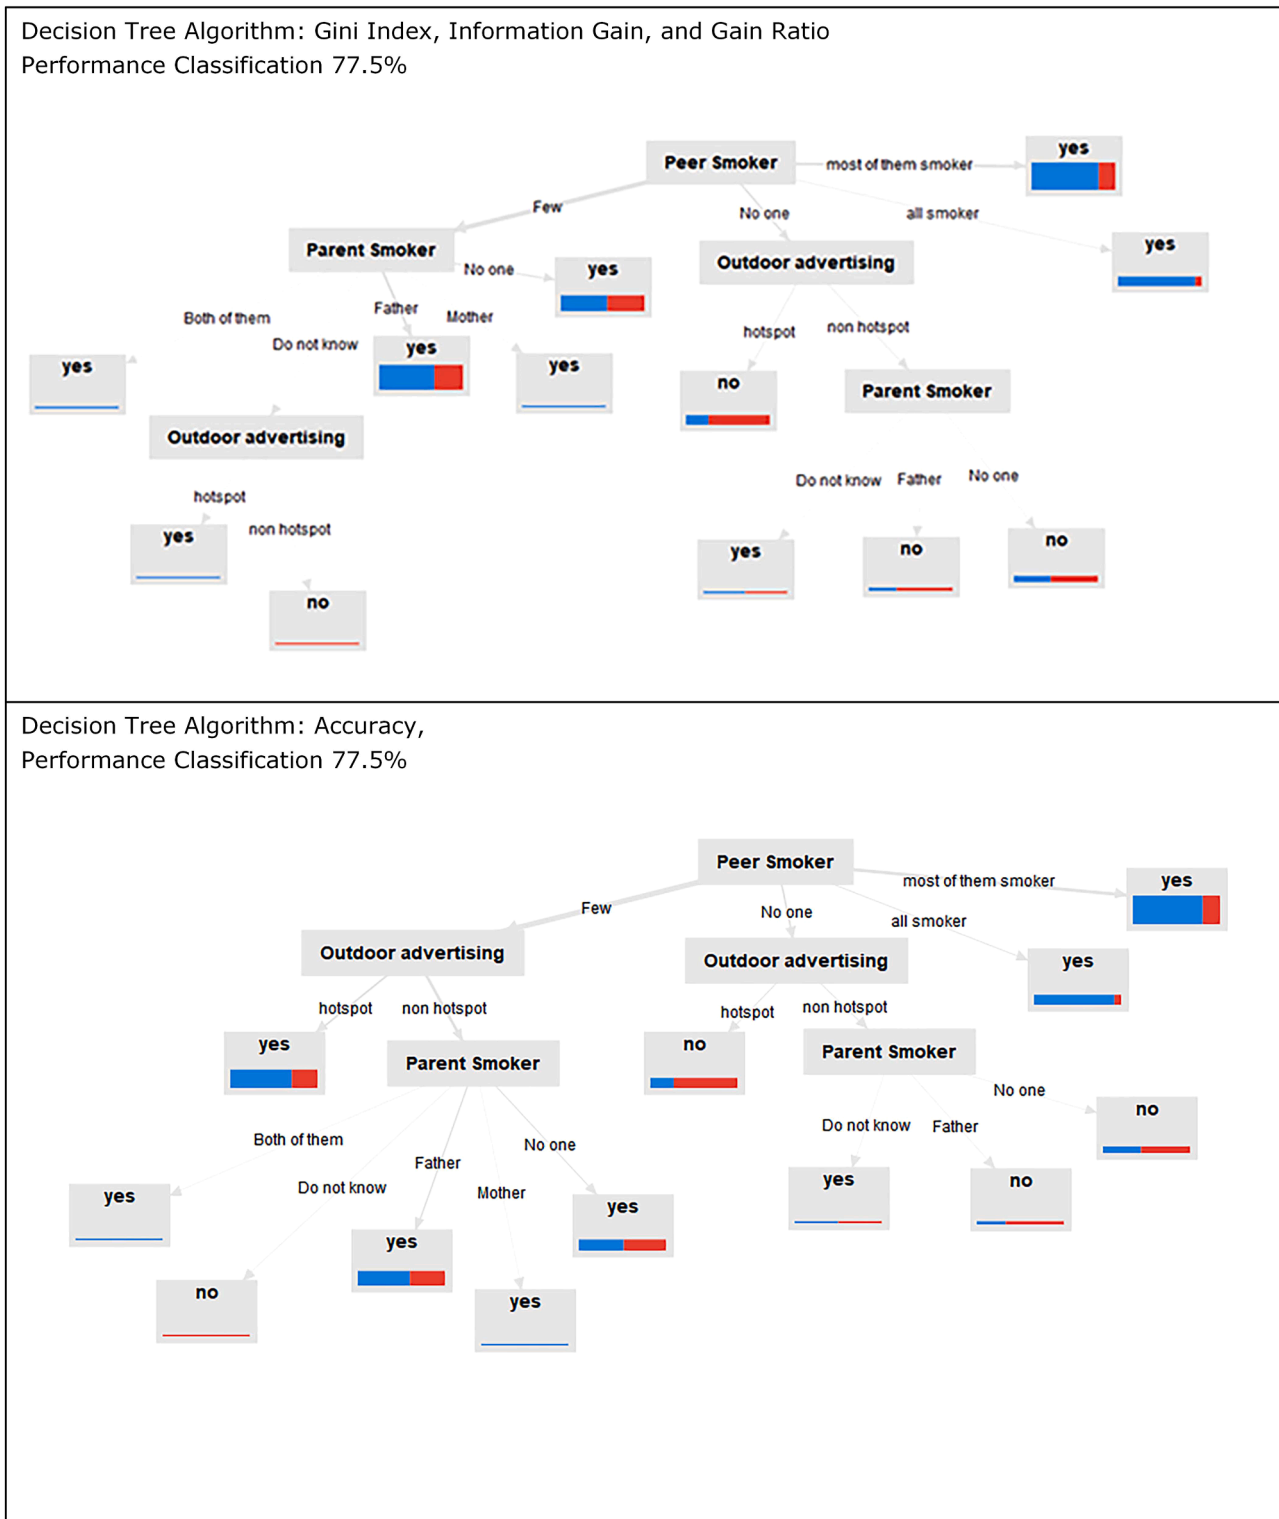 Decision Tree Algorithm: Gini Index, Information Gain, and Gain Ratio
Performance Classification 77.5%
Peer Smoker
most of them smoker
yes
Few
No one
all smoker
yes
Parent Smoker
Outdoor advertising
No one
yes
Both of them
Do not know
Father
Mother
hotspot
non hotspot
yes
yes
yes
no
Parent Smoker
Outdoor advertising
hotspot
non hotspot
yes
no
Do not know
Father
No one
yes
no
no
Decision Tree Algorithm: Accuracy,
Performance Classification 77.5%
Peer Smoker
most of them smoker
yes
Few
No one
all smoker
yes
Outdoor advertising
Outdoor advertising
hotspot
non hotspot
hotspot
non hotspot
yes
Parent Smoker
no
Parent Smoker
Both of them
Do not know
Father
Mother
No one
yes
no
yes
yes
yes
Do not know
Father
No one
yes
no
no